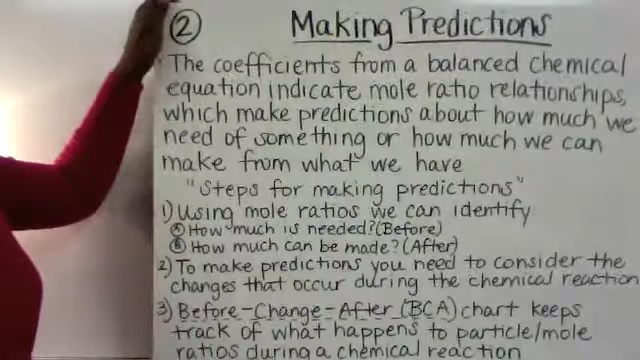 ② Making Predictions
The coefficients from a balanced chemical
equation indicate mole ratio relationships,
which make predictions about how much we
need of something or how much we can
make from what we have
"Steps for making predictions"
1) Using mole ratios we can identify
Ⓐ How much is needed? (Before)
Ⓑ How much can be made? (After)
2) To make predictions you need to consider the
changes that occur during the chemical reaction
3) Before-Change-After (BCA) chart keeps
track of what happens to particle/mole
ratios during a chemical reaction